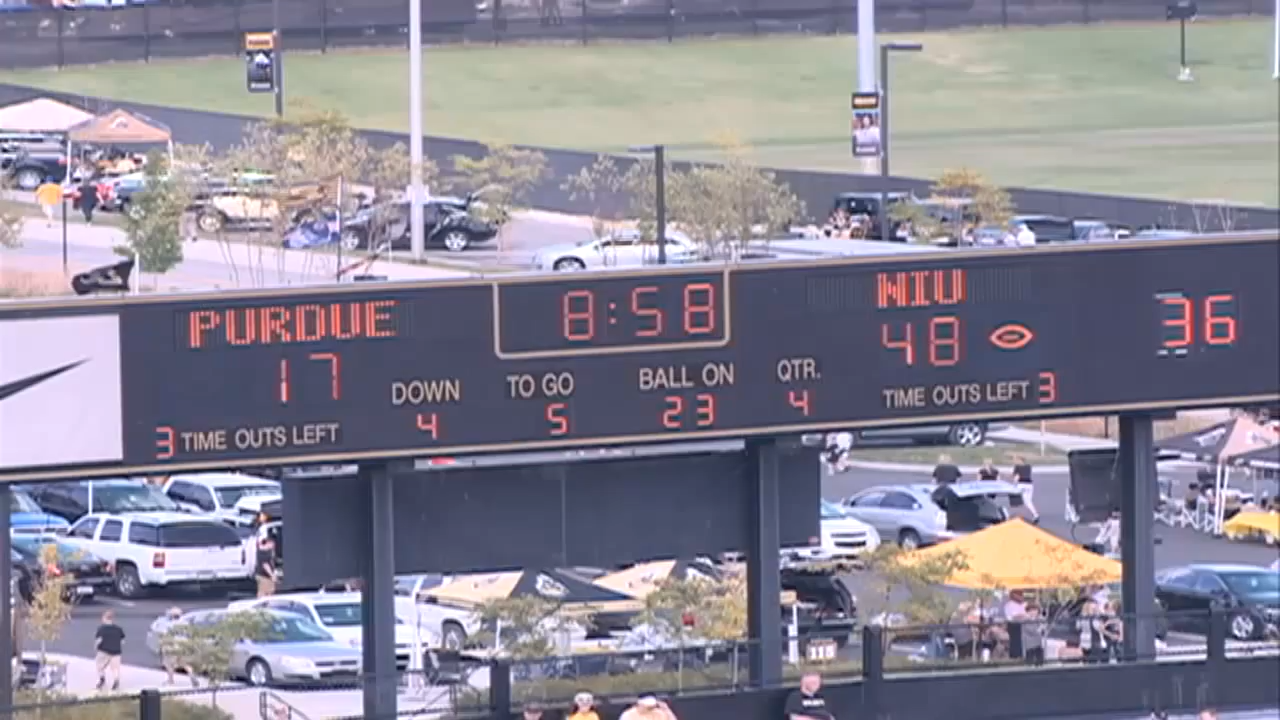 PURDUE 8:58 NIU
17 48 36
DOWN TO GO BALL ON QTR.
3 TIME OUTS LEFT 4 5 23 4 TIME OUTS LEFT 3